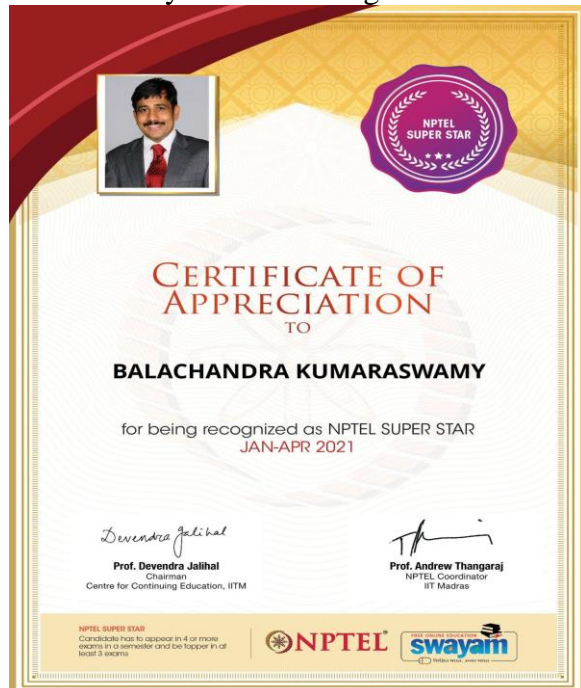 NPTEL
SUPER STAR
CERTIFICATE OF
APPRECIATION
TO
BALACHANDRA KUMARASWAMY
for being recognized as NPTEL SUPER STAR
JAN-APR 2021
Devendra Jalihal
Prof. Devendra Jalihal
Chairman
Centre for Continuing Education, IITM
Prof. Andrew Thangaraj
NPTEL Coordinator
IIT Madras
NPTEL SUPER STAR
Candidate has to appear in 4 or more
exams in a semester and be topper in at
least 3 exams
NPTEL
FREE ONLINE EDUCATION
swayam